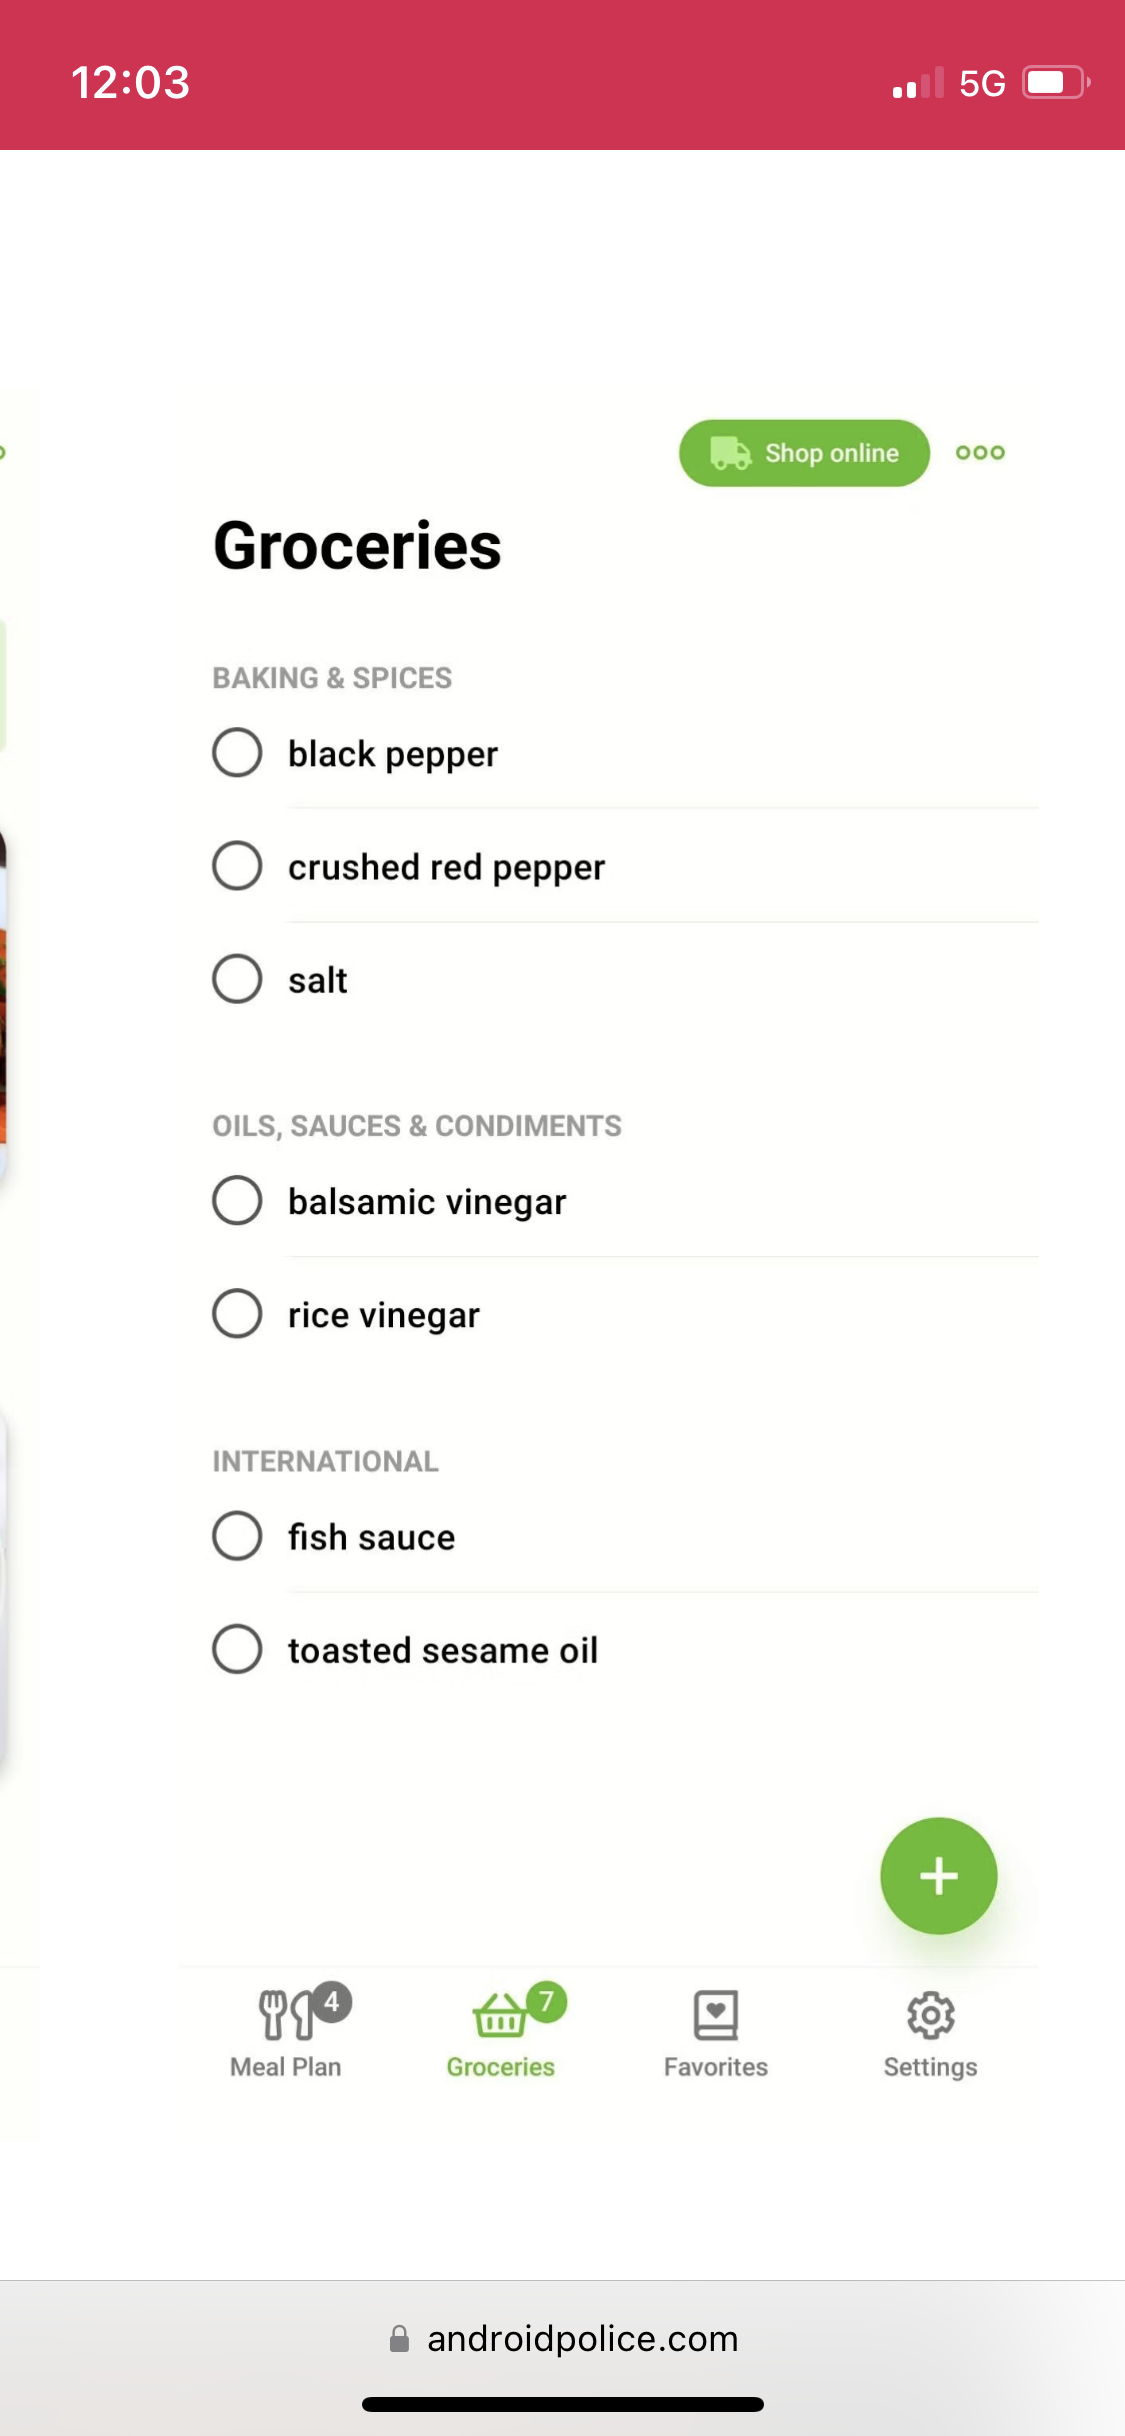 12:03
5G
Shop online
Groceries
BAKING & SPICES
black pepper
crushed red pepper
salt
OILS, SAUCES & CONDIMENTS
balsamic vinegar
rice vinegar
INTERNATIONAL
fish sauce
toasted sesame oil
4
7
Meal Plan
Groceries
Favorites
Settings
androidpolice.com